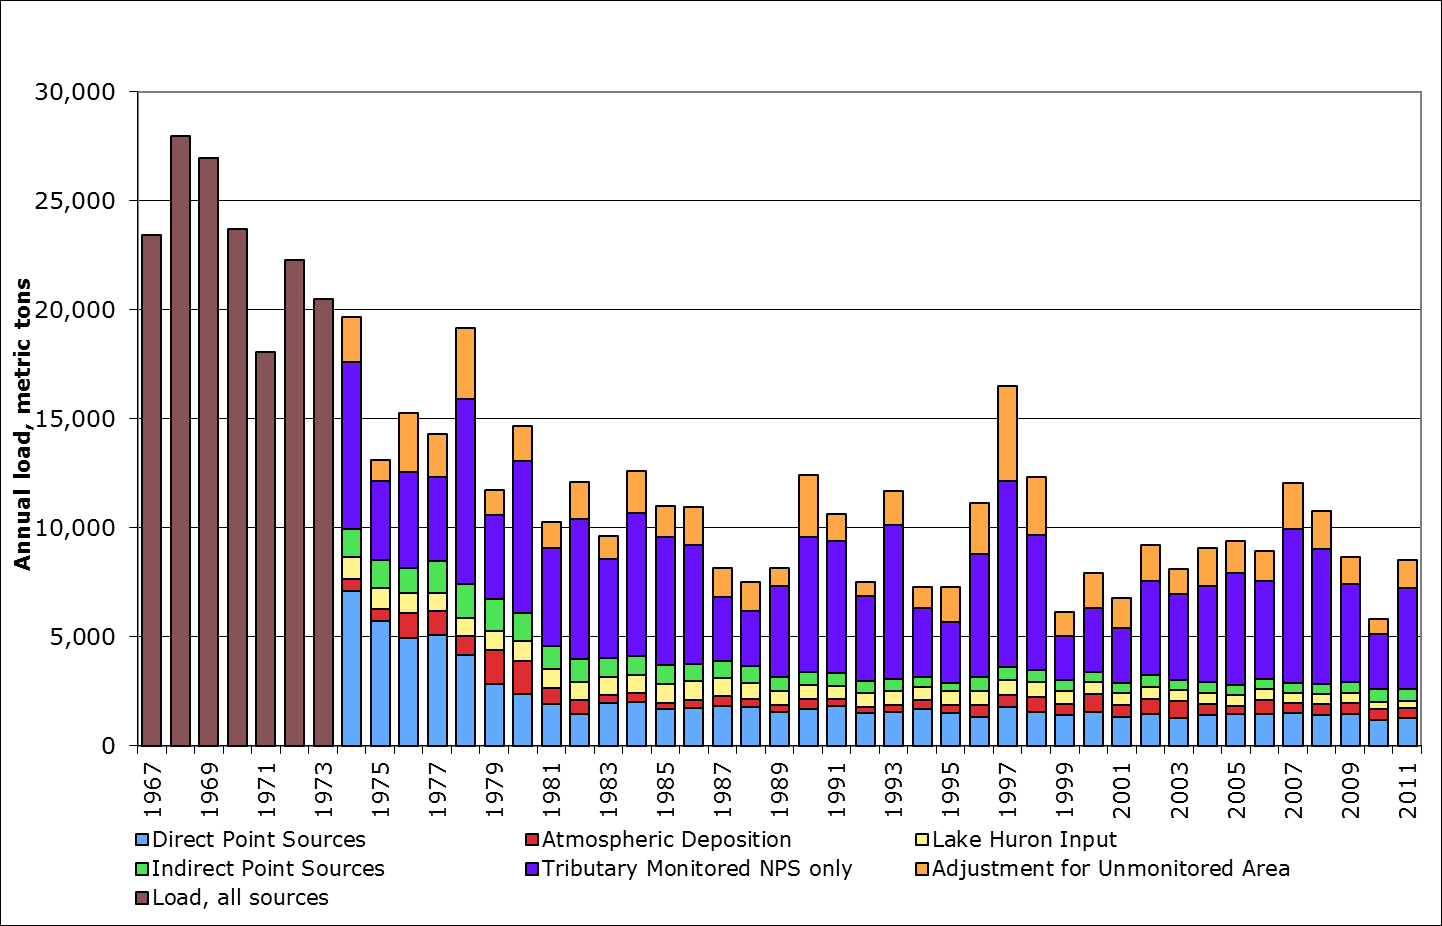 30,000
25,000
20,000
15,000
10,000
5,000
0
Annual load, metric tons
1967 1969 1971 1973 1975 1977 1979 1981 1983 1985 1987 1989 1991 1993 1995 1997 1999 2001 2003 2005 2007 2009 2011
Direct Point Sources Atmospheric Deposition Lake Huron Input
Indirect Point Sources Tributary Monitored NPS only Adjustment for Unmonitored Area
Load, all sources